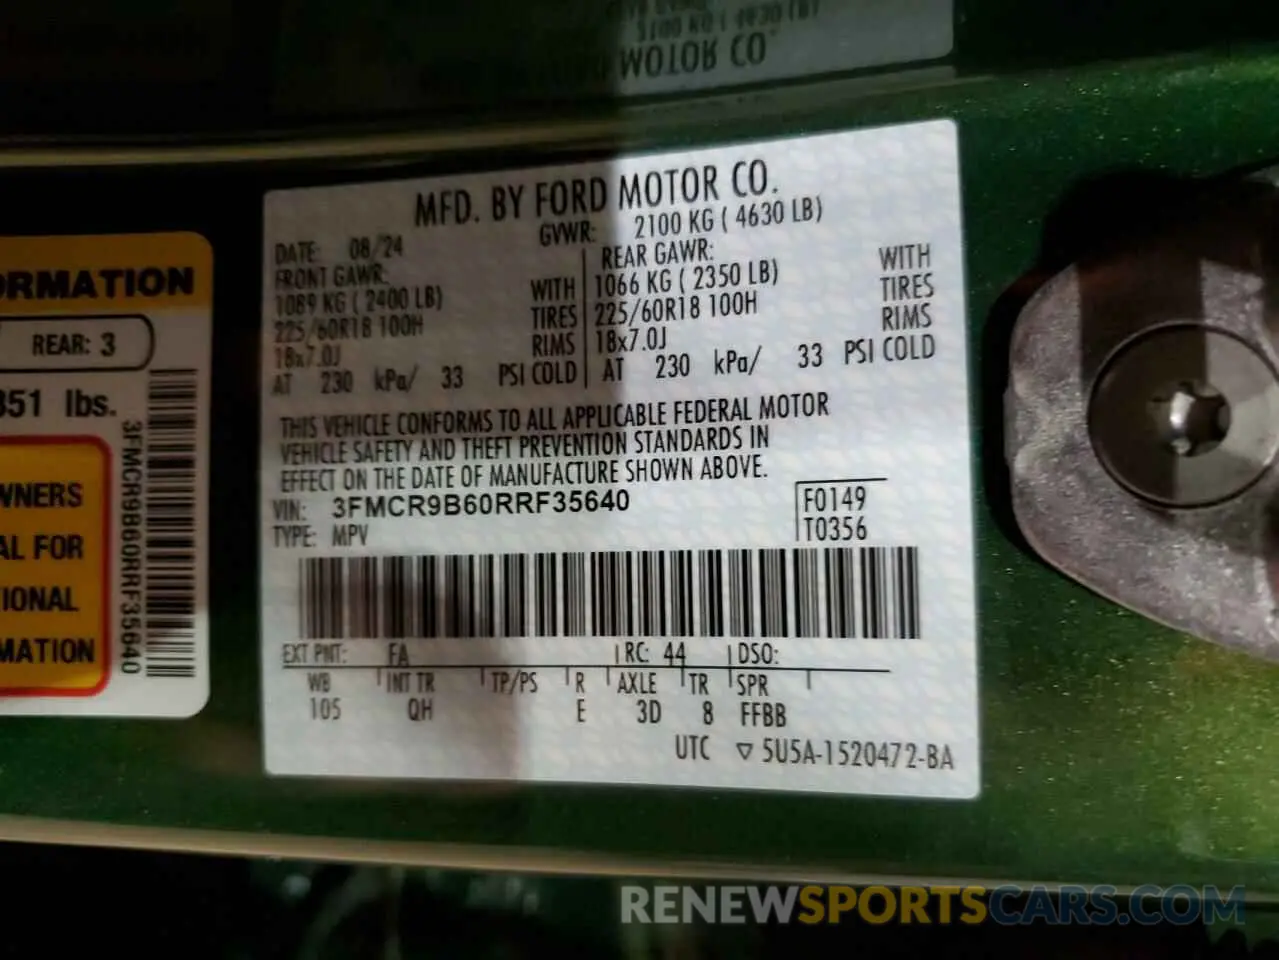 2100 KG ( 4630 LB)
MOTOR CO
MFD. BY FORD MOTOR CO.
DATE: 08/24
GVWR: 2100 KG ( 4630 LB)
FRONT GAWR:
1089 KG ( 2400 LB) WITH
225/60R18 100H TIRES
18x7.0J RIMS
AT 230 kPa/ 33 PSI COLD
REAR GAWR:
1066 KG ( 2350 LB) WITH
225/60R18 100H TIRES
18x7.0J RIMS
AT 230 kPa/ 33 PSI COLD
THIS VEHICLE CONFORMS TO ALL APPLICABLE FEDERAL MOTOR
VEHICLE SAFETY AND THEFT PREVENTION STANDARDS IN
EFFECT ON THE DATE OF MANUFACTURE SHOWN ABOVE.
VIN: 3FMCR9B60RRF35640
TYPE: MPV
F0149
T0356
EXT PNT: FA RC: 44 DSO:
WB INT TR TP/PS R AXLE TR SPR
105 QH E 3D 8 FFBB
UTC ▽ 5U5A-1520472-BA
ORMATION
REAR: 3
351 lbs.
WNERS
AL FOR
IONAL
MATION
3FMCR9B60RRF35640
RENEWSPORTSCARS.COM